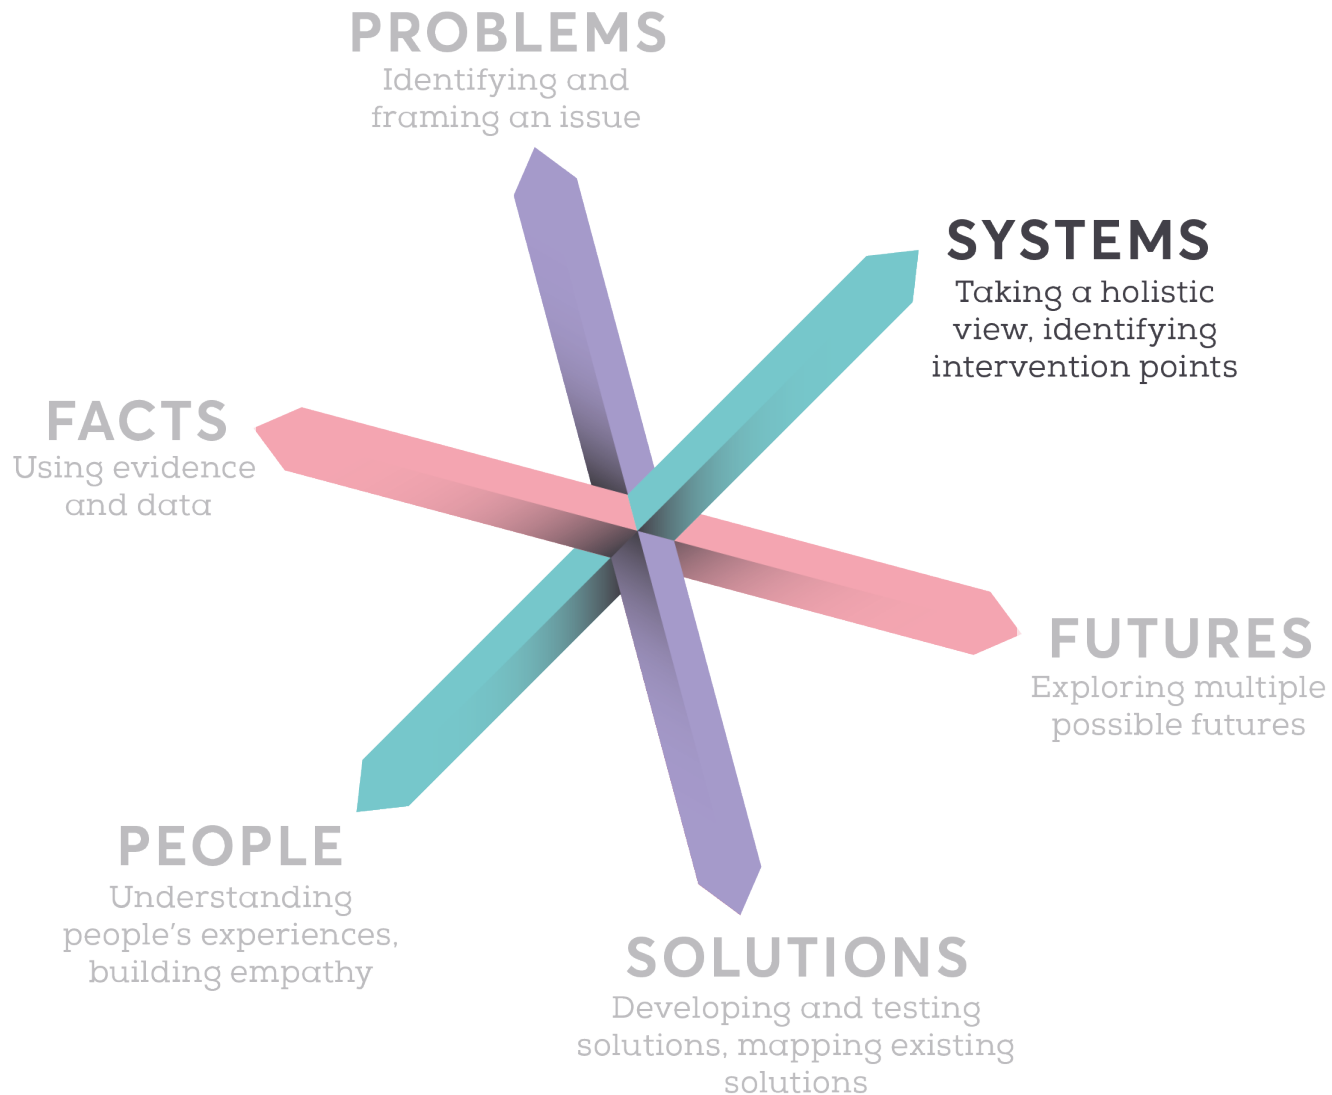 PROBLEMS
Identifying and
framing an issue
SYSTEMS
Taking a holistic
view, identifying
intervention points
FACTS
Using evidence
and data
FUTURES
Exploring multiple
possible futures
PEOPLE
Understanding
people's experiences,
building empathy
SOLUTIONS
Developing and testing
solutions, mapping existing
solutions